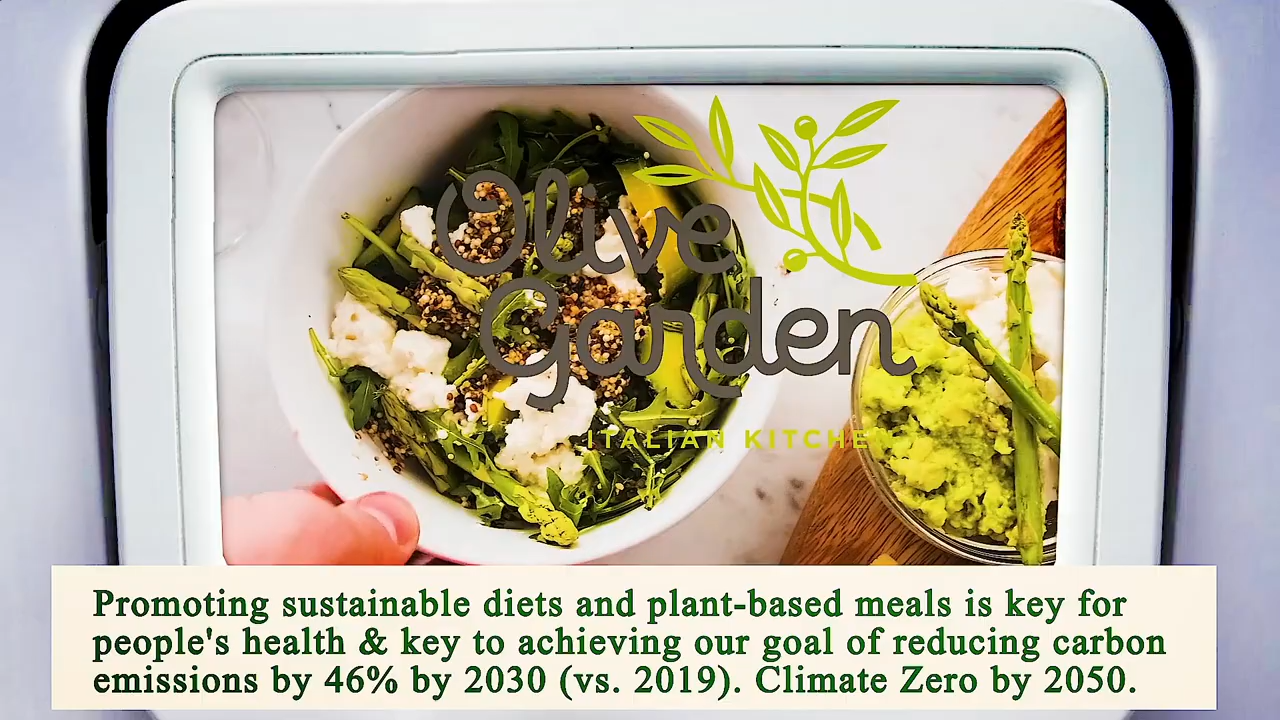 Olive
Garden
ITALIAN KITCHEN
Promoting sustainable diets and plant-based meals is key for
people's health & key to achieving our goal of reducing carbon
emissions by 46% by 2030 (vs. 2019). Climate Zero by 2050.